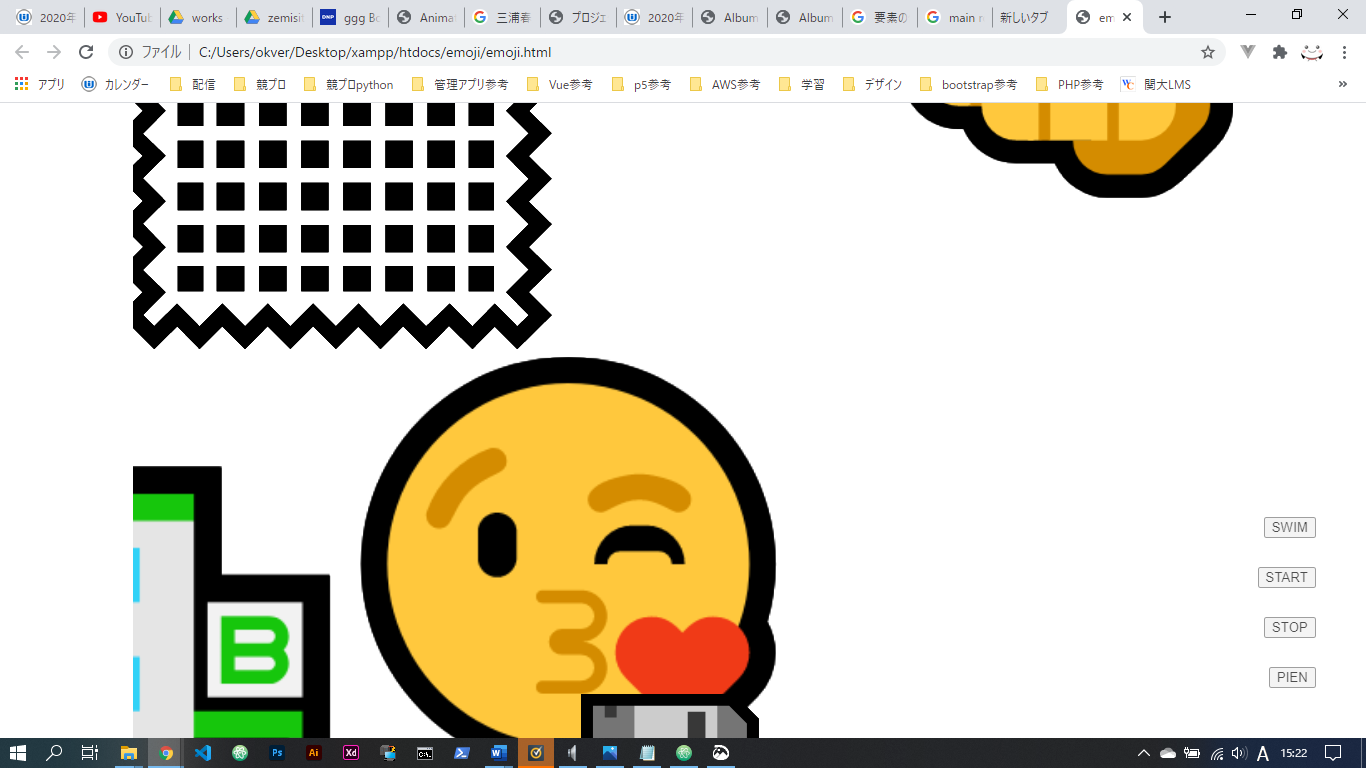 2020年
YouTub
works
zemisit
DNP
ggg Bo
Animat
三浦春
プロジェ
2020年
Album
Album
要素の
main n
新しいタブ
em
ファイル
C:/Users/okver/Desktop/xampp/htdocs/emoji/emoji.html
アプリ
カレンダー
配信
競プロ
競プロpython
管理アプリ参考
Vue参考
p5参考
AWS参考
学習
デザイン
bootstrap参考
PHP参考
関大LMS
B
SWIM
START
STOP
PIEN
Ps
Ai
Xd
A
15:22